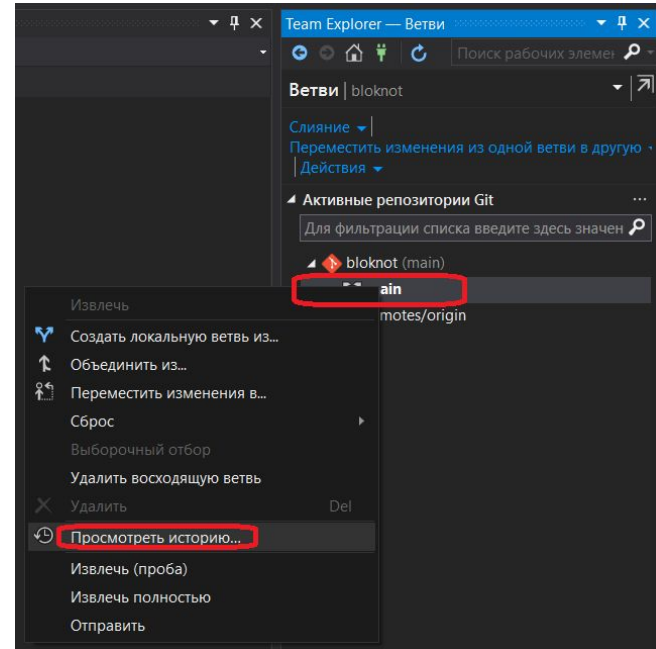 Team Explorer — Ветви
Поиск рабочих элемен
Ветви | bloknot
Слияние
Переместить изменения из одной ветви в другую
Действия
Активные репозитории Git
Для фильтрации списка введите здесь значен
bloknot (main)
ain
motes/origin
Извлечь
Создать локальную ветвь из...
Объединить из...
Переместить изменения в...
Сброс
Выборочный отбор
Удалить восходящую ветвь
Удалить Del
Просмотреть историю...
Извлечь (проба)
Извлечь полностью
Отправить